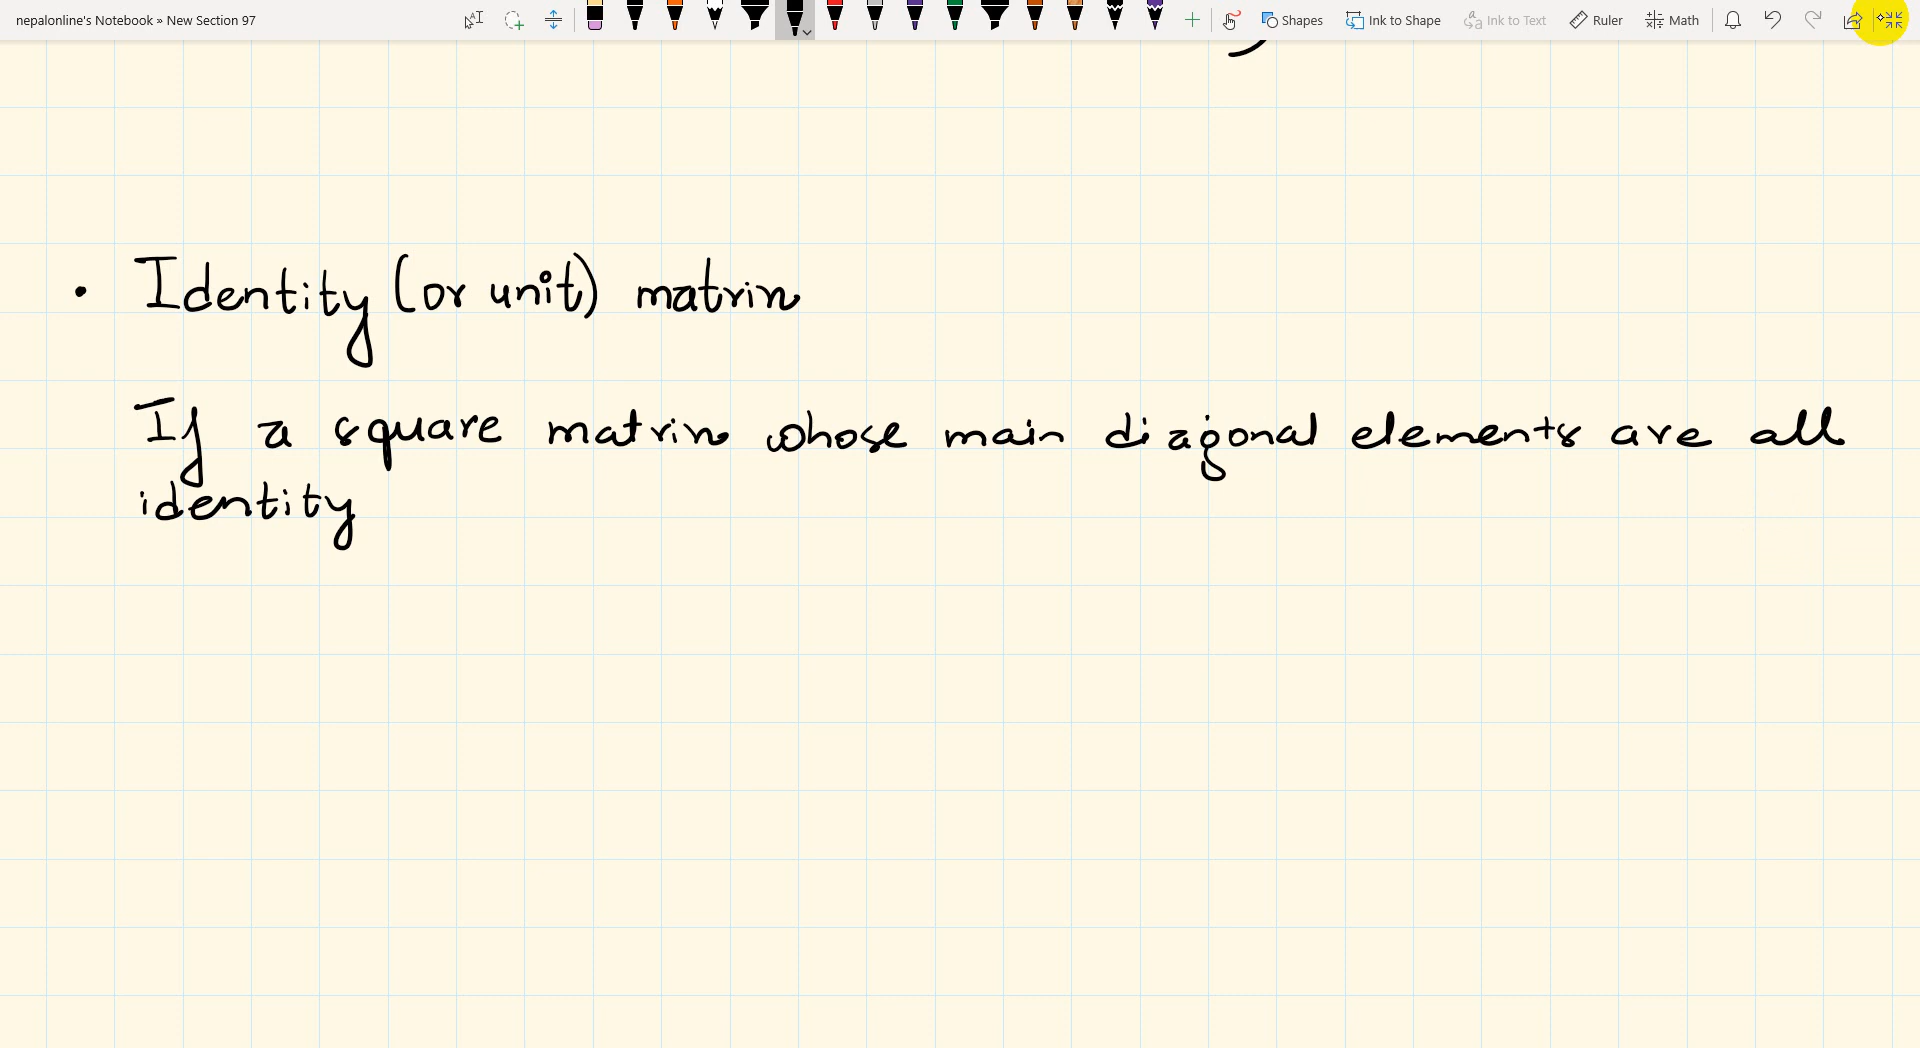 nepalonline's Notebook » New Section 97
Shapes Ink to Shape Ink to Text Ruler Math
• Identity (or unit) matrix
If a square matrix whose main diagonal elements are all
identity